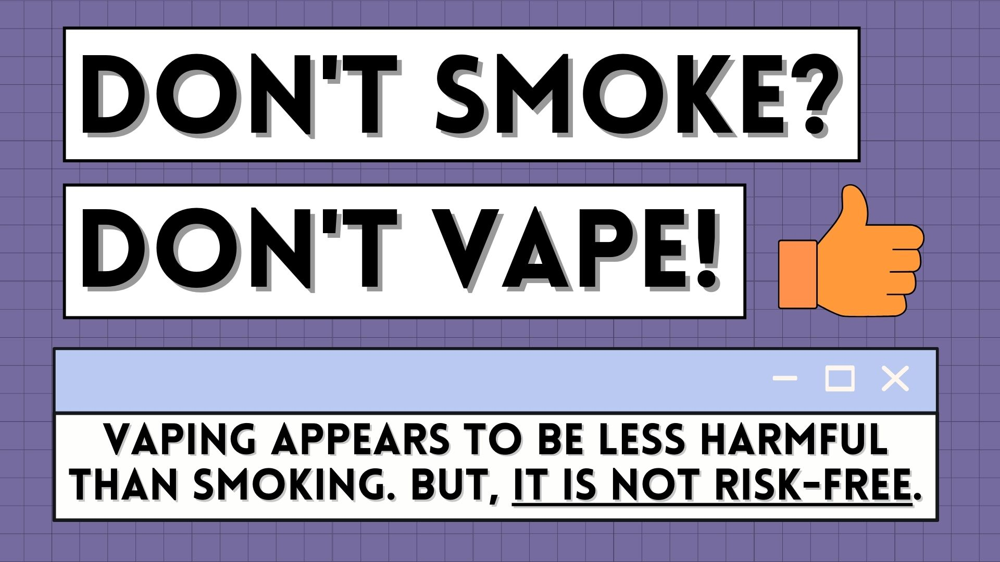 DON'T SMOKE?
DON'T VAPE!
VAPING APPEARS TO BE LESS HARMFUL
THAN SMOKING. BUT, IT IS NOT RISK-FREE.